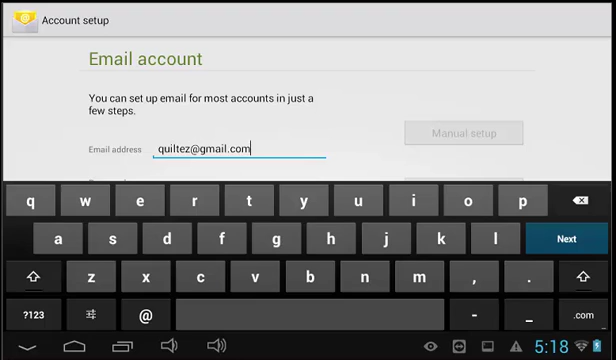 Account setup
Email account
You can set up email for most accounts in just a
few steps.
Manual setup
Email address
quiltez@gmail.com
q w e r t y u i o p
a s d f g h j k l Next
z x c v b n m , .
?123 @ - _ .com
5:18